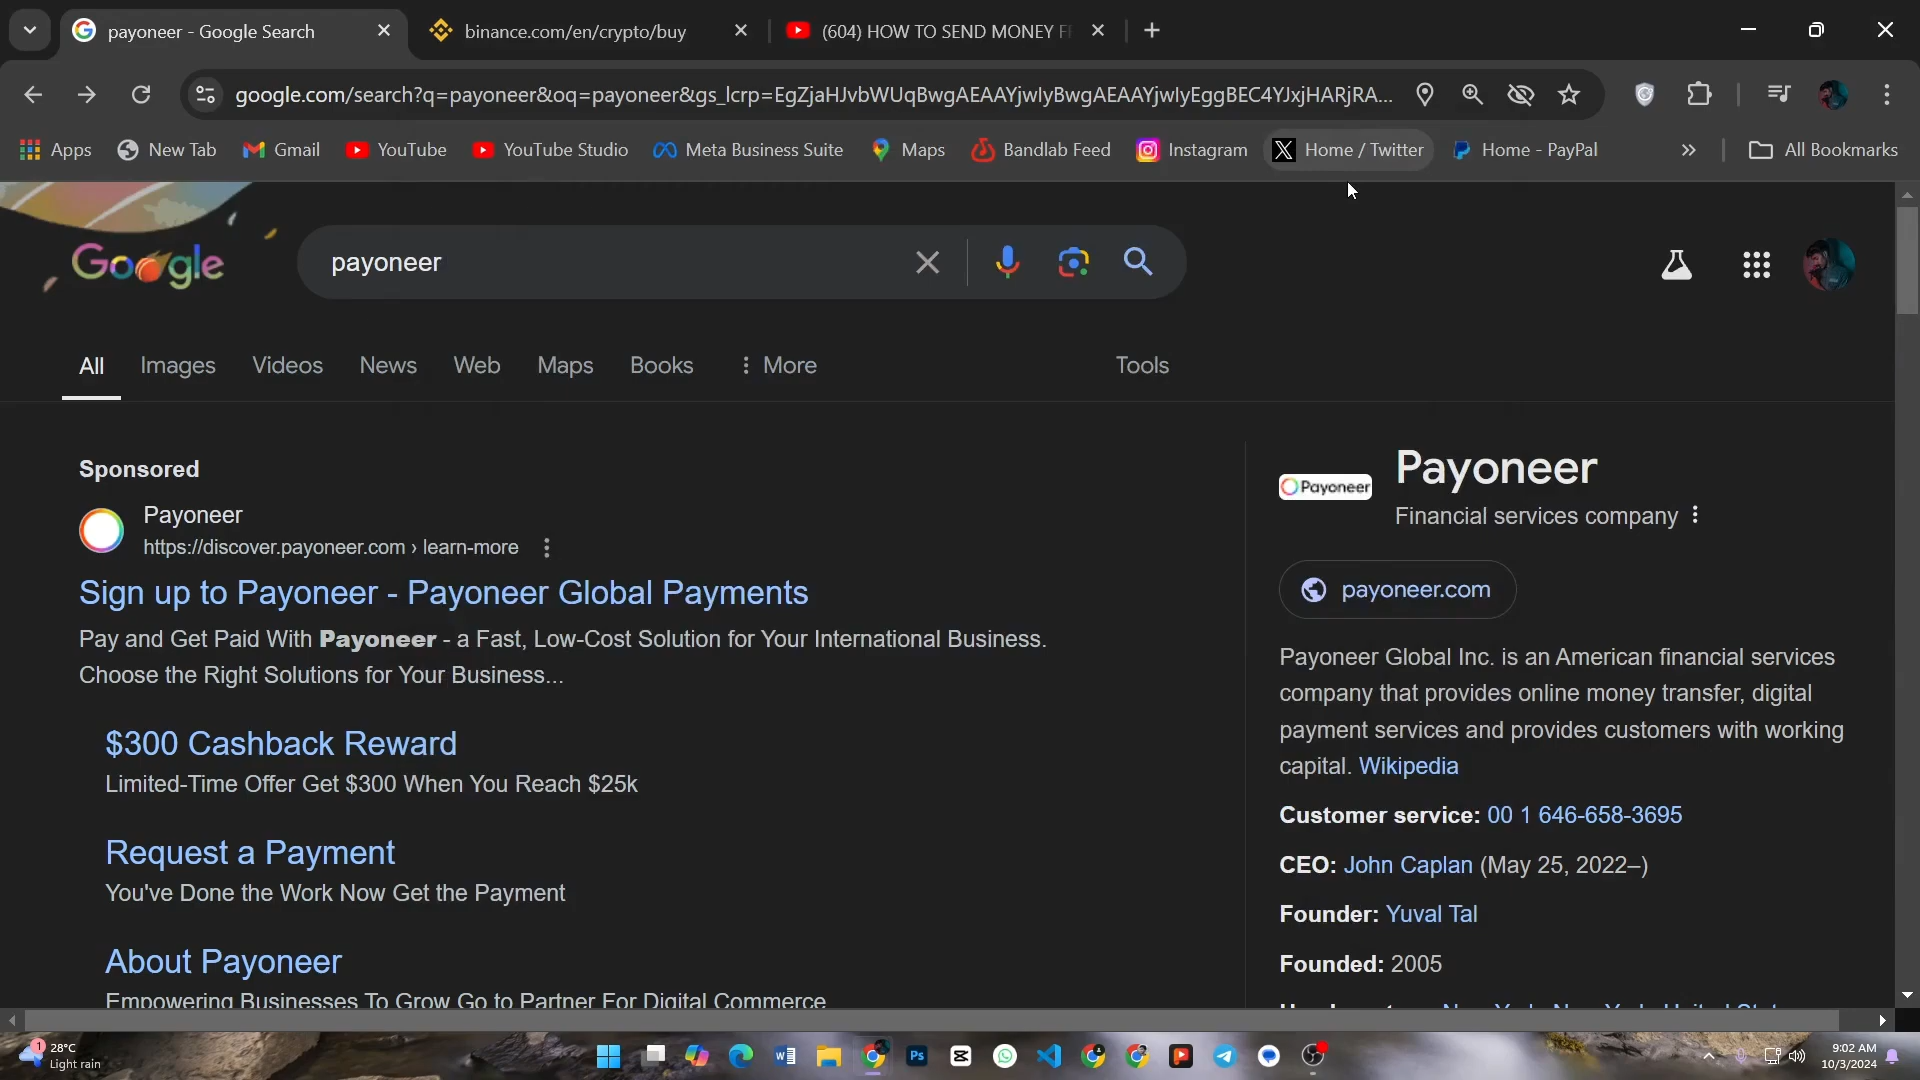 payoneer - Google Search
binance.com/en/crypto/buy
(604) HOW TO SEND MONEY F
google.com/search?q=payoneer&oq=payoneer&gs_lcrp=EgZjaHJvbWUqBwgAEAAYjwIyBwgAEAAYjwIyEggBEC4YJxjHARjRA...
Apps
New Tab
Gmail
YouTube
YouTube Studio
Meta Business Suite
Maps
Bandlab Feed
Instagram
Home / Twitter
Home - PayPal
All Bookmarks
Google
payoneer
All Images Videos News Web Maps Books More Tools
Sponsored
Payoneer
https://discover.payoneer.com › learn-more
Sign up to Payoneer - Payoneer Global Payments
Pay and Get Paid With Payoneer - a Fast, Low-Cost Solution for Your International Business.
Choose the Right Solutions for Your Business...
$300 Cashback Reward
Limited-Time Offer Get $300 When You Reach $25k
Request a Payment
You've Done the Work Now Get the Payment
About Payoneer
Empowering Businesses To Grow Go to Partner For Digital Commerce
Payoneer
Payoneer
Financial services company
payoneer.com
Payoneer Global Inc. is an American financial services
company that provides online money transfer, digital
payment services and provides customers with working
capital. Wikipedia
Customer service: 00 1 646-658-3695
CEO: John Caplan (May 25, 2022–)
Founder: Yuval Tal
Founded: 2005
1
28°C
Light rain
Ps
9:02 AM
10/3/2024